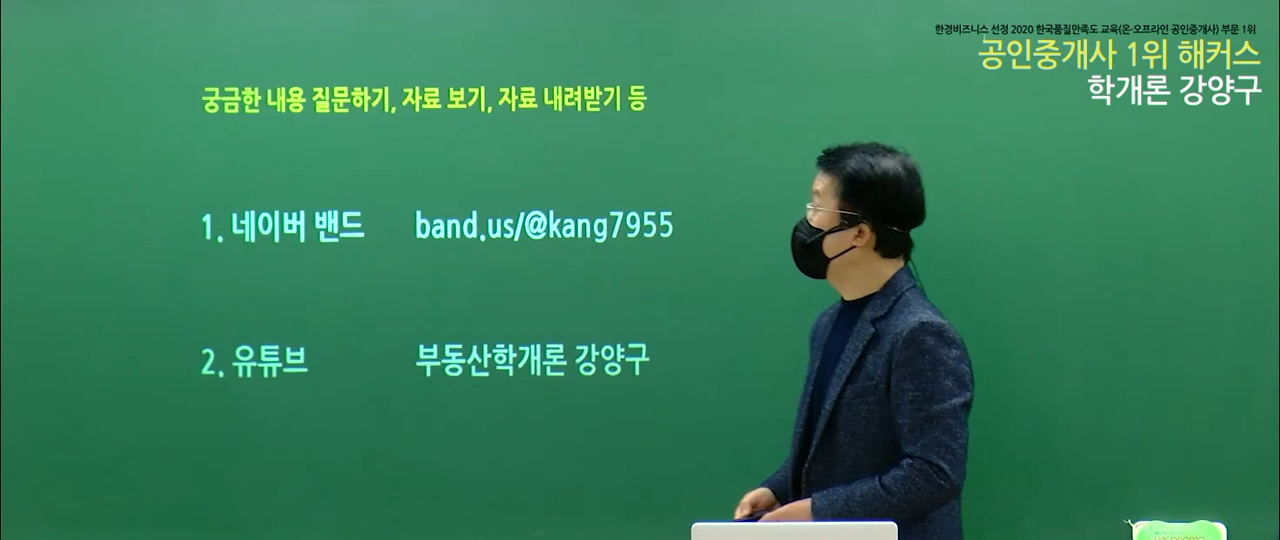 한경비즈니스 선정 2020 한국품질만족도 교육(온·오프라인 공인중개사) 부문 1위
공인중개사 1위 해커스
학개론 강양구
궁금한 내용 질문하기, 자료 보기, 자료 내려받기 등
1. 네이버 밴드 band.us/@kang7955
2. 유튜브 부동산학개론 강양구